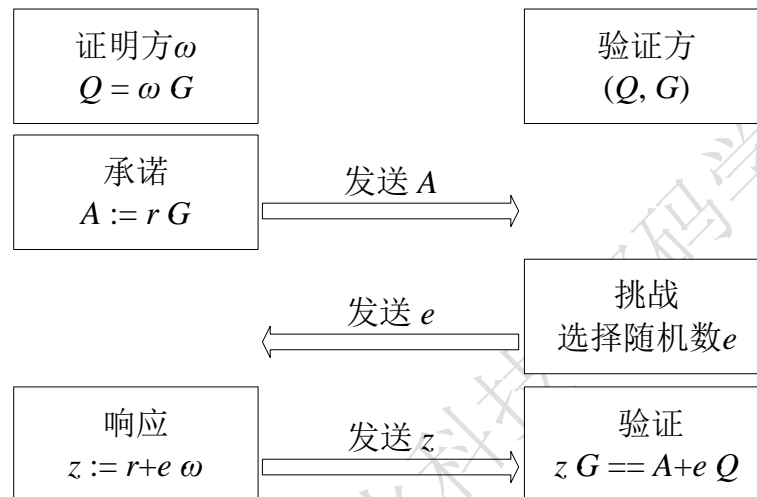 证明方ω
Q = ω G
验证方
(Q, G)
承诺
A := r G
发送 A
发送 e
挑战
选择随机数e
响应
z := r+e ω
发送 z
验证
z G == A+e Q